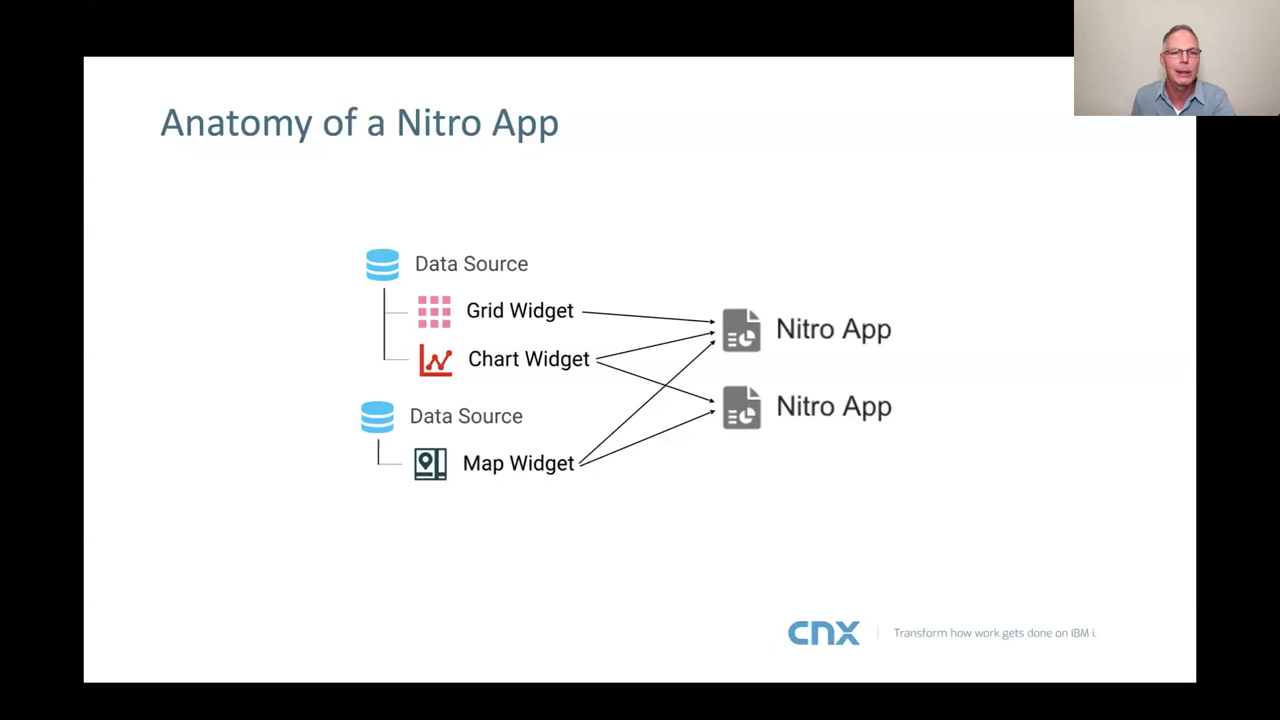 Anatomy of a Nitro App
Data Source
Grid Widget
Chart Widget
Data Source
Map Widget
Nitro App
Nitro App
CNX
Transform how work gets done on IBM i.